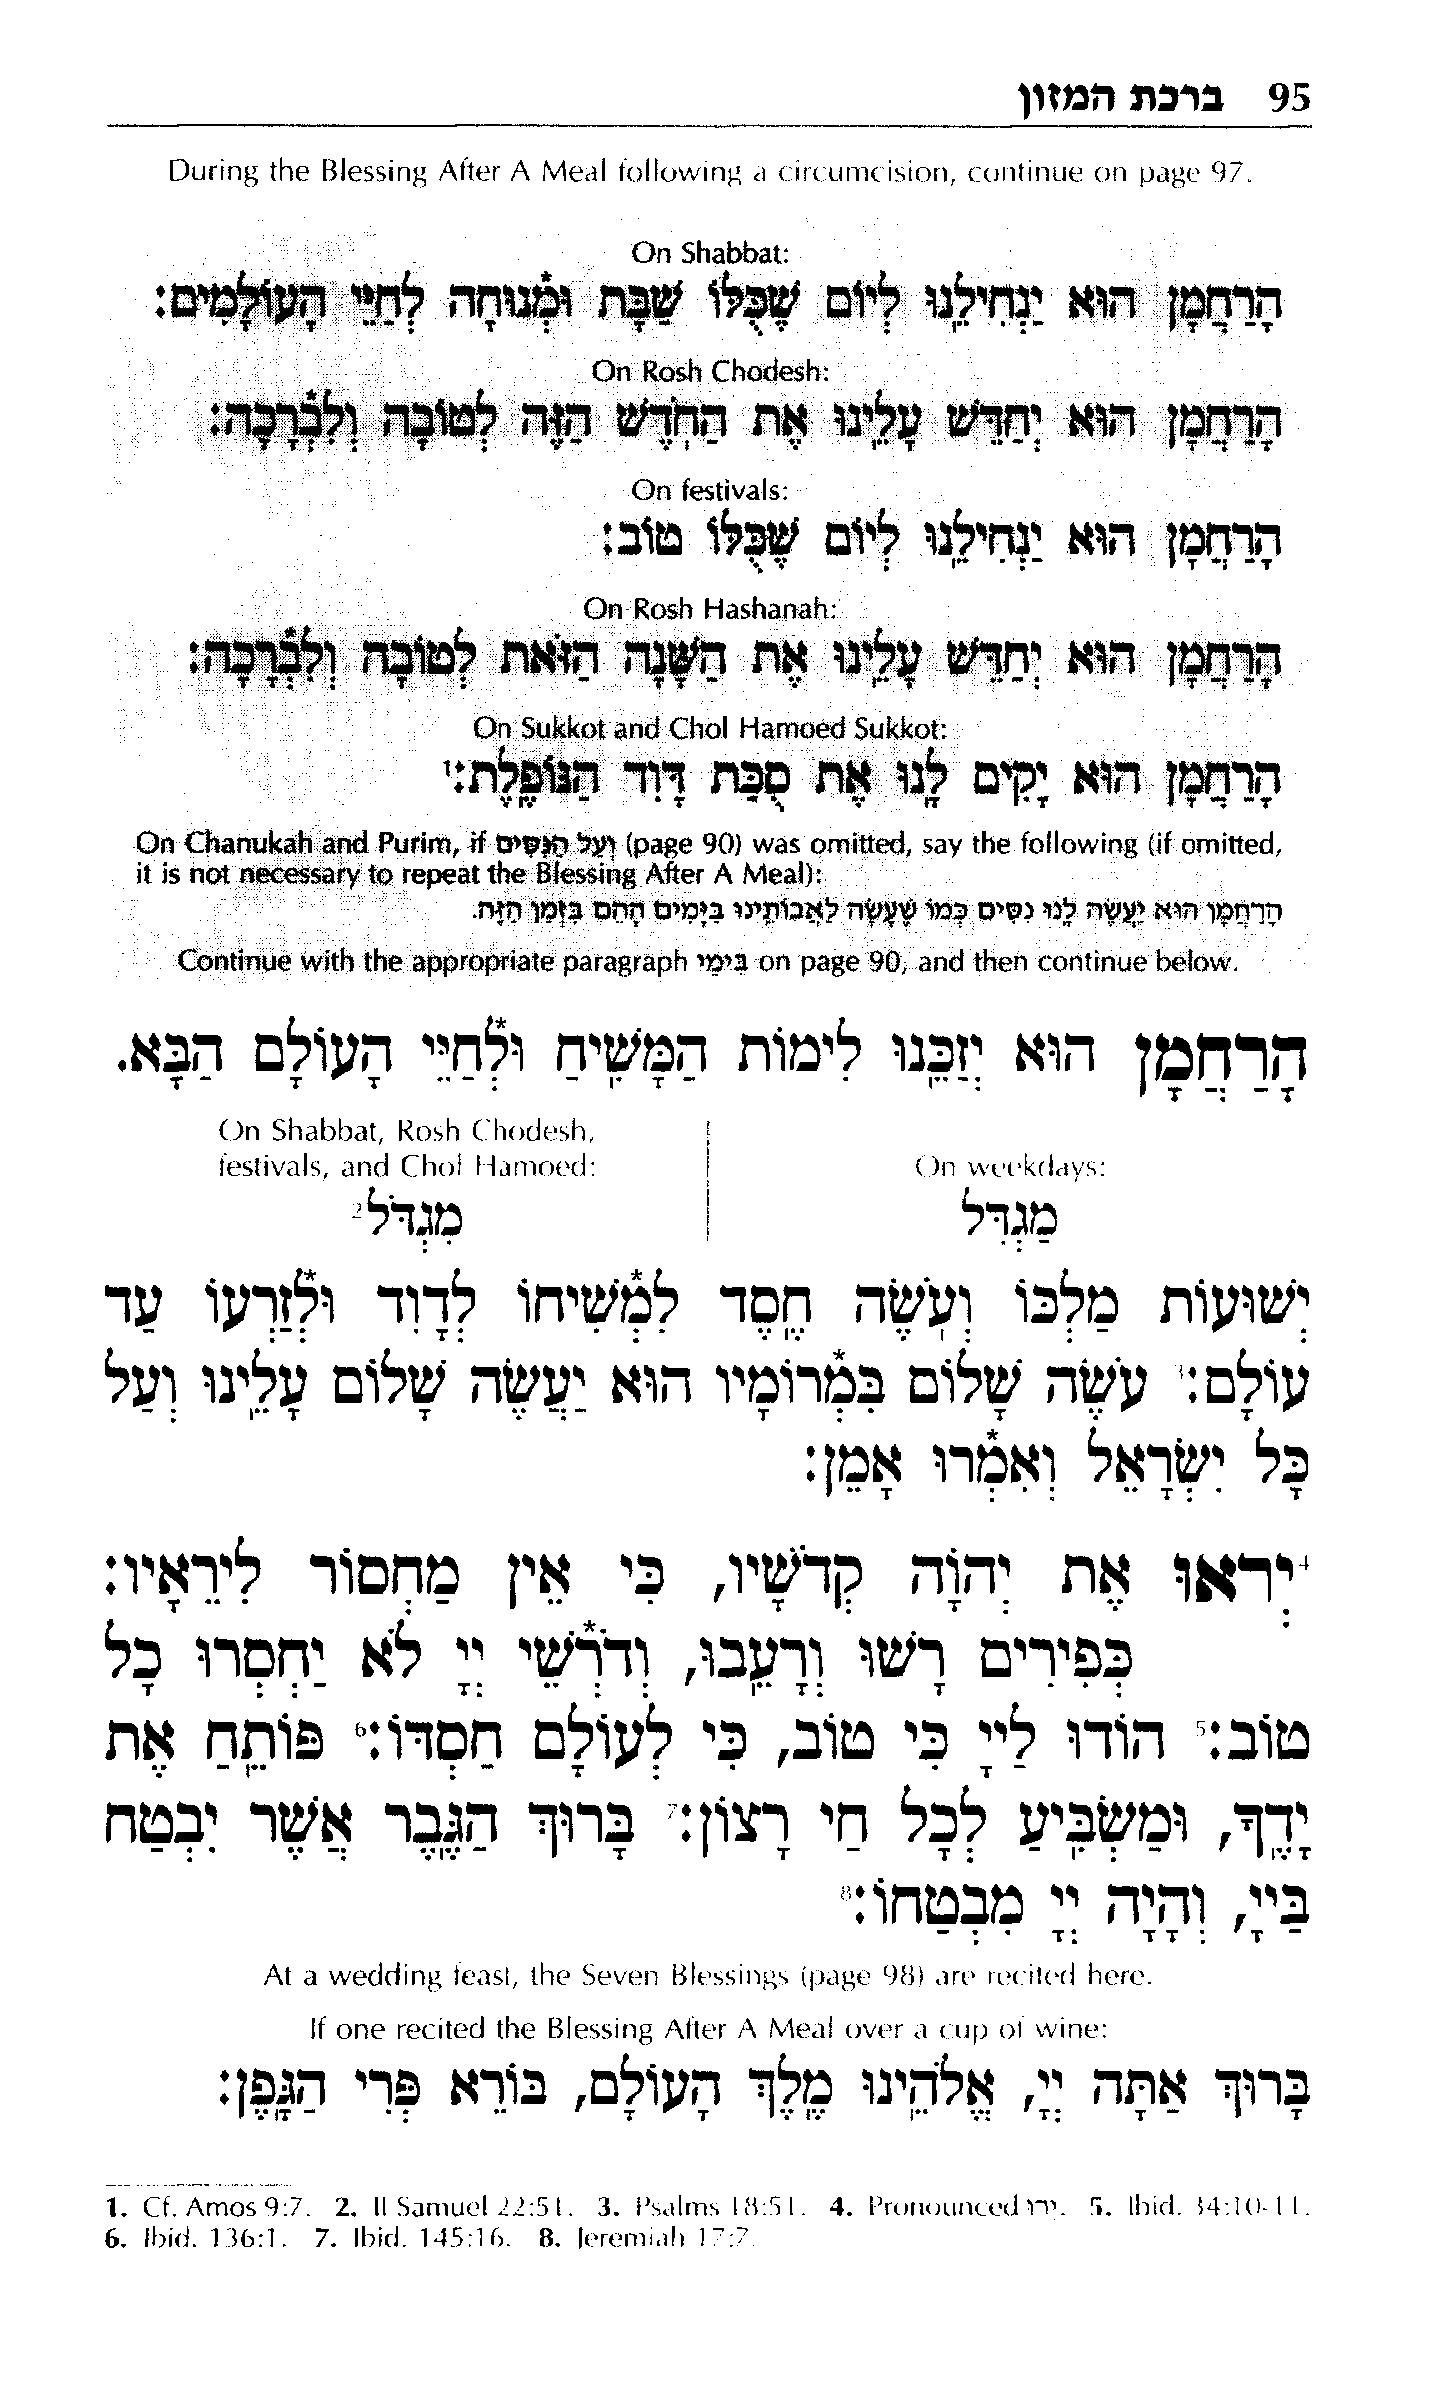 95 ברכת המזון
During the Blessing After A Meal following a circumcision, continue on page 97.
On Shabbat:
הָרַחֲמָן הוּא יַנְחִילֵנוּ לְיוֹם שֶׁכֻּלּוֹ שַׁבָּת וּמְ֯נוּחָה לְחַיֵּי הָעוֹלָמִים:
On Rosh Chodesh:
הָרַחֲמָן הוּא יְחַדֵּשׁ עָלֵינוּ אֶת הַחֹדֶשׁ הַזֶּה לְטוֹבָה וְלִבְ֯רָכָה:
On festivals:
הָרַחֲמָן הוּא יַנְחִילֵנוּ לְיוֹם שֶׁכֻּלּוֹ טוֹב:
On Rosh Hashanah:
הָרַחֲמָן הוּא יְחַדֵּשׁ עָלֵינוּ אֶת הַשָּׁנָה הַזֹּאת לְטוֹבָה וְלִבְ֯רָכָה:
On Sukkot and Chol Hamoed Sukkot:
הָרַחֲמָן הוּא יָקִים לָנוּ אֶת סֻכַּת דָּוִד הַנּוֹפֶלֶת:¹
On Chanukah and Purim, if וְעַל הַנִּסִּים (page 90) was omitted, say the following (if omitted,
it is not necessary to repeat the Blessing After A Meal):
הָרַחֲמָן הוּא יַעֲשֶׂה לָנוּ נִסִּים כְּמוֹ שֶׁעָשָׂה לַאֲבוֹתֵינוּ בַּיָּמִים הָהֵם בִּזְמַן הַזֶּה.
Continue with the appropriate paragraph בִּימֵי on page 90, and then continue below.
הָרַחֲמָן הוּא יְזַכֵּנוּ לִימוֹת הַמָּשִׁיחַ וּלְ*חַיֵּי הָעוֹלָם הַבָּא.
On Shabbat, Rosh Chodesh,
festivals, and Chol Hamoed:
מִגְדֹּל²
On weekdays:
מַגְדִּל
יְשׁוּעוֹת מַלְכּוֹ וְעֹשֶׂה חֶסֶד לִמְ*שִׁיחוֹ לְדָוִד וּלְ*זַרְעוֹ עַד
עוֹלָם:³ עֹשֶׂה שָׁלוֹם בִּמְ*רוֹמָיו הוּא יַעֲשֶׂה שָׁלוֹם עָלֵינוּ וְעַל
כָּל יִשְׂרָאֵל וְאִמְ*רוּ אָמֵן:
⁴יְראוּ אֶת יְהֹוָה קְדֹשָׁיו, כִּי אֵין מַחְסוֹר לִירֵאָיו:
כְּפִירִים רָשׁוּ וְרָעֵבוּ, וְדֹרְ*שֵׁי יְיָ לֹא יַחְסְרוּ כָל
טוֹב:⁵ הוֹדוּ לַייָ כִּי טוֹב, כִּי לְעוֹלָם חַסְדּוֹ:⁶ פּוֹתֵחַ אֶת
יָדֶךָ, וּמַשְׂבִּיעַ לְכָל חַי רָצוֹן:⁷ בָּרוּךְ הַגֶּבֶר אֲשֶׁר יִבְטַח
בַּייָ, וְהָיָה יְיָ מִבְטַחוֹ:⁸
At a wedding feast, the Seven Blessings (page 98) are recited here.
If one recited the Blessing After A Meal over a cup of wine:
בָּרוּךְ אַתָּה יְיָ, אֱלֹהֵינוּ מֶלֶךְ הָעוֹלָם, בּוֹרֵא פְּרִי הַגָּפֶן:
1. Cf. Amos 9:7. 2. II Samuel 22:51. 3. Psalms 18:51. 4. Pronounced יִרוּ. 5. Ibid. 34:10-11.
6. Ibid. 136:1. 7. Ibid. 145:16. 8. Jeremiah 17:7.